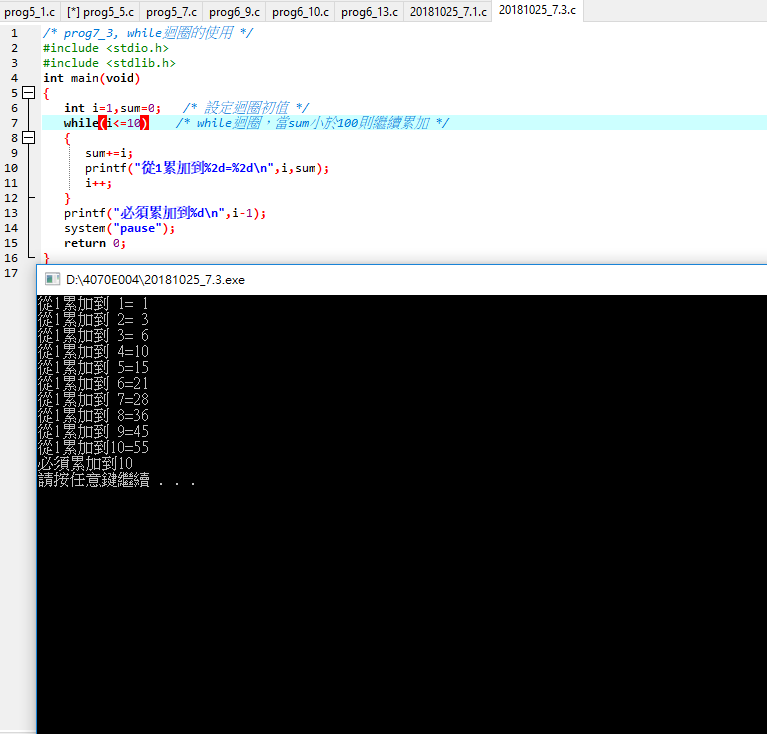 prog5_1.c [*] prog5_5.c prog5_7.c prog6_9.c prog6_10.c prog6_13.c 20181025_7.1.c 20181025_7.3.c
1 /* prog7_3, while迴圈的使用 */
2 #include <stdio.h>
3 #include <stdlib.h>
4 int main(void)
5 {
6 int i=1,sum=0; /* 設定迴圈初值 */
7 while(i<=10) /* while迴圈，當sum小於100則繼續累加 */
8 {
9 sum+=i;
10 printf("從1累加到%2d=%2d\n",i,sum);
11 i++;
12 }
13 printf("必須累加到%d\n",i-1);
14 system("pause");
15 return 0;
16 }
17
D:\4070E004\20181025_7.3.exe
從1累加到 1= 1
從1累加到 2= 3
從1累加到 3= 6
從1累加到 4=10
從1累加到 5=15
從1累加到 6=21
從1累加到 7=28
從1累加到 8=36
從1累加到 9=45
從1累加到10=55
必須累加到10
請按任意鍵繼續 . . .